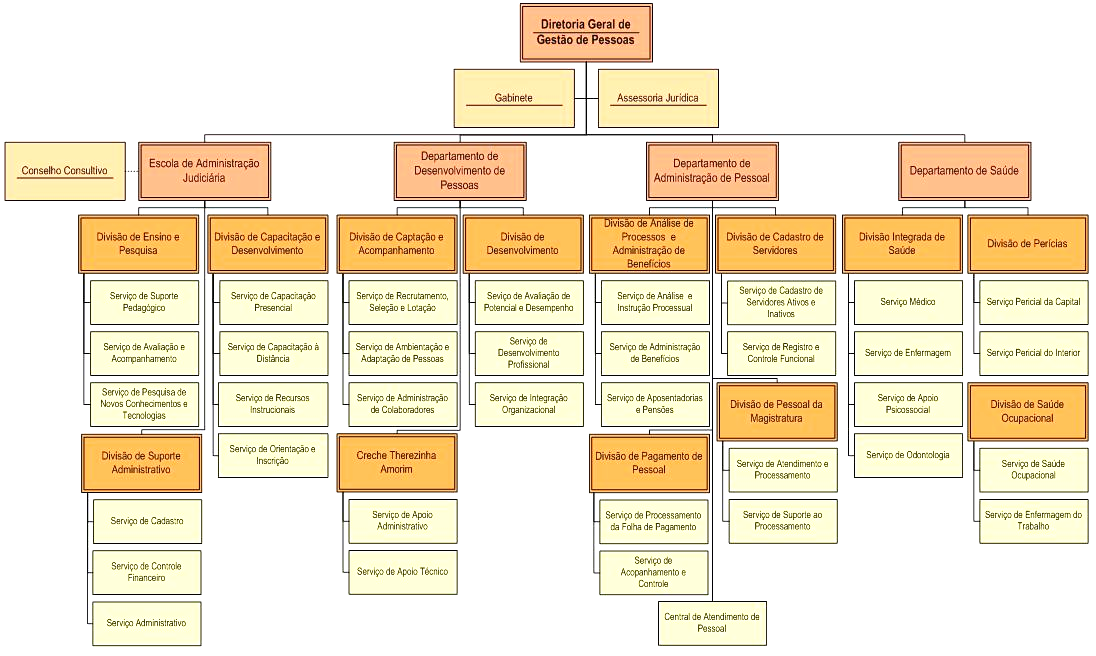 Diretoria Geral de
Gestão de Pessoas
Gabinete
Assessoria Jurídica
Conselho Consultivo
Escola de Administração
Judiciária
Departamento de
Desenvolvimento de
Pessoas
Departamento de
Administração de Pessoal
Departamento de Saúde
Divisão de Ensino e
Pesquisa
Divisão de Capacitação e
Desenvolvimento
Divisão de Captação e
Acompanhamento
Divisão de
Desenvolvimento
Divisão de Análise de
Processos e
Administração de
Benefícios
Divisão de Cadastro de
Servidores
Divisão Integrada de
Saúde
Divisão de Perícias
Serviço de Suporte
Pedagógico
Serviço de Capacitação
Presencial
Serviço de Recrutamento,
Seleção e Lotação
Serviço de Avaliação de
Potencial e Desempenho
Serviço de Análise e
Instrução Processual
Serviço de Cadastro de
Servidores Ativos e
Inativos
Serviço Médico
Serviço Pericial da Capital
Serviço de Avaliação e
Acompanhamento
Serviço de Capacitação à
Distância
Serviço de Ambientação e
Adaptação de Pessoas
Serviço de
Desenvolvimento
Profissional
Serviço de Administração
de Benefícios
Serviço de Registro e
Controle Funcional
Serviço de Enfermagem
Serviço Pericial do Interior
Serviço de Pesquisa de
Novos Conhecimentos e
Tecnologias
Serviço de Recursos
Instrucionais
Serviço de Administração
de Colaboradores
Serviço de Integração
Organizacional
Serviço de Aposentadorias
e Pensões
Divisão de Pessoal da
Magistratura
Serviço de Apoio
Psicossocial
Divisão de Saúde
Ocupacional
Divisão de Suporte
Administrativo
Serviço de Orientação e
Inscrição
Creche Therezinha
Amorim
Divisão de Pagamento de
Pessoal
Serviço de Atendimento e
Processamento
Serviço de Odontologia
Serviço de Saúde
Ocupacional
Serviço de Cadastro
Serviço de Apoio
Administrativo
Serviço de Processamento
da Folha de Pagamento
Serviço de Suporte ao
Processamento
Serviço de Enfermagem do
Trabalho
Serviço de Controle
Financeiro
Serviço de Apoio Técnico
Serviço de
Acopanhamento e
Controle
Serviço Administrativo
Central de Atendimento de
Pessoal